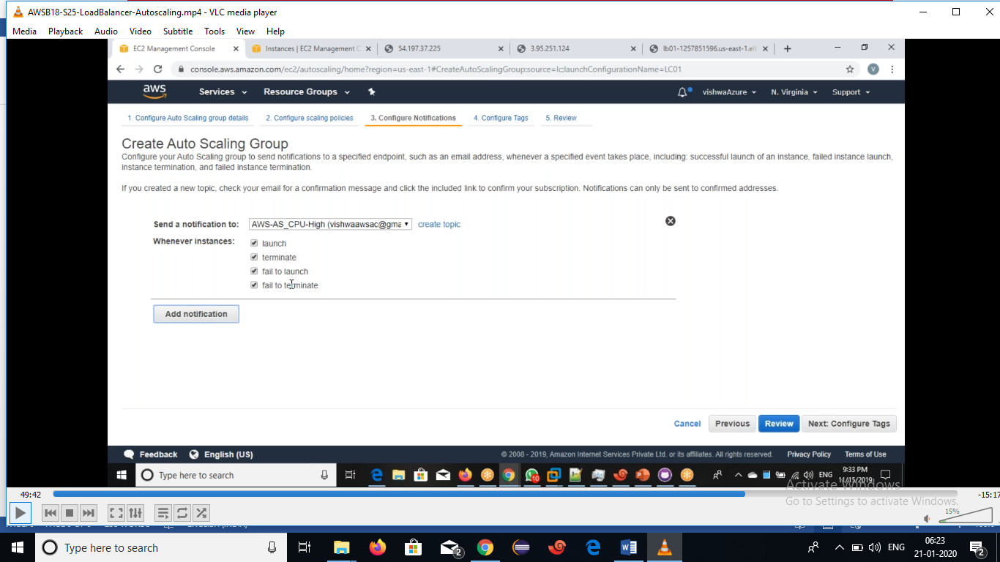 AWSB18-S25-LoadBalancer-Autoscaling.mp4 - VLC media player
Media Playback Audio Video Subtitle Tools View Help
EC2 Management Console
Instances | EC2 Management C
54.197.37.225
3.95.251.124
lb01-1257851596.us-east-1.elb
console.aws.amazon.com/ec2/autoscaling/home?region=us-east-1#CreateAutoScalingGroup:source=lc;launchConfigurationName=LC01
V
aws Services Resource Groups vishwaAzure N. Virginia Support
1. Configure Auto Scaling group details 2. Configure scaling policies 3. Configure Notifications 4. Configure Tags 5. Review
Create Auto Scaling Group
Configure your Auto Scaling group to send notifications to a specified endpoint, such as an email address, whenever a specified event takes place, including: successful launch of an instance, failed instance launch,
instance termination, and failed instance termination.
If you created a new topic, check your email for a confirmation message and click the included link to confirm your subscription. Notifications can only be sent to confirmed addresses.
Send a notification to: AWS-AS_CPU-High (vishwaawsac@gma create topic
Whenever instances: launch
terminate
fail to launch
fail to terminate
Add notification
Cancel Previous Review Next: Configure Tags
Feedback English (US) © 2008 - 2019, Amazon Internet Services Private Ltd. or its affiliates. All rights reserved. Privacy Policy Terms of Use
Type here to search 10 ENG 9:33 PM
11/15/2019
Activate Windows
Go to Settings to activate Windows.
49:42 -15:17
15%
Type here to search 2 ENG 06:23
21-01-2020 2